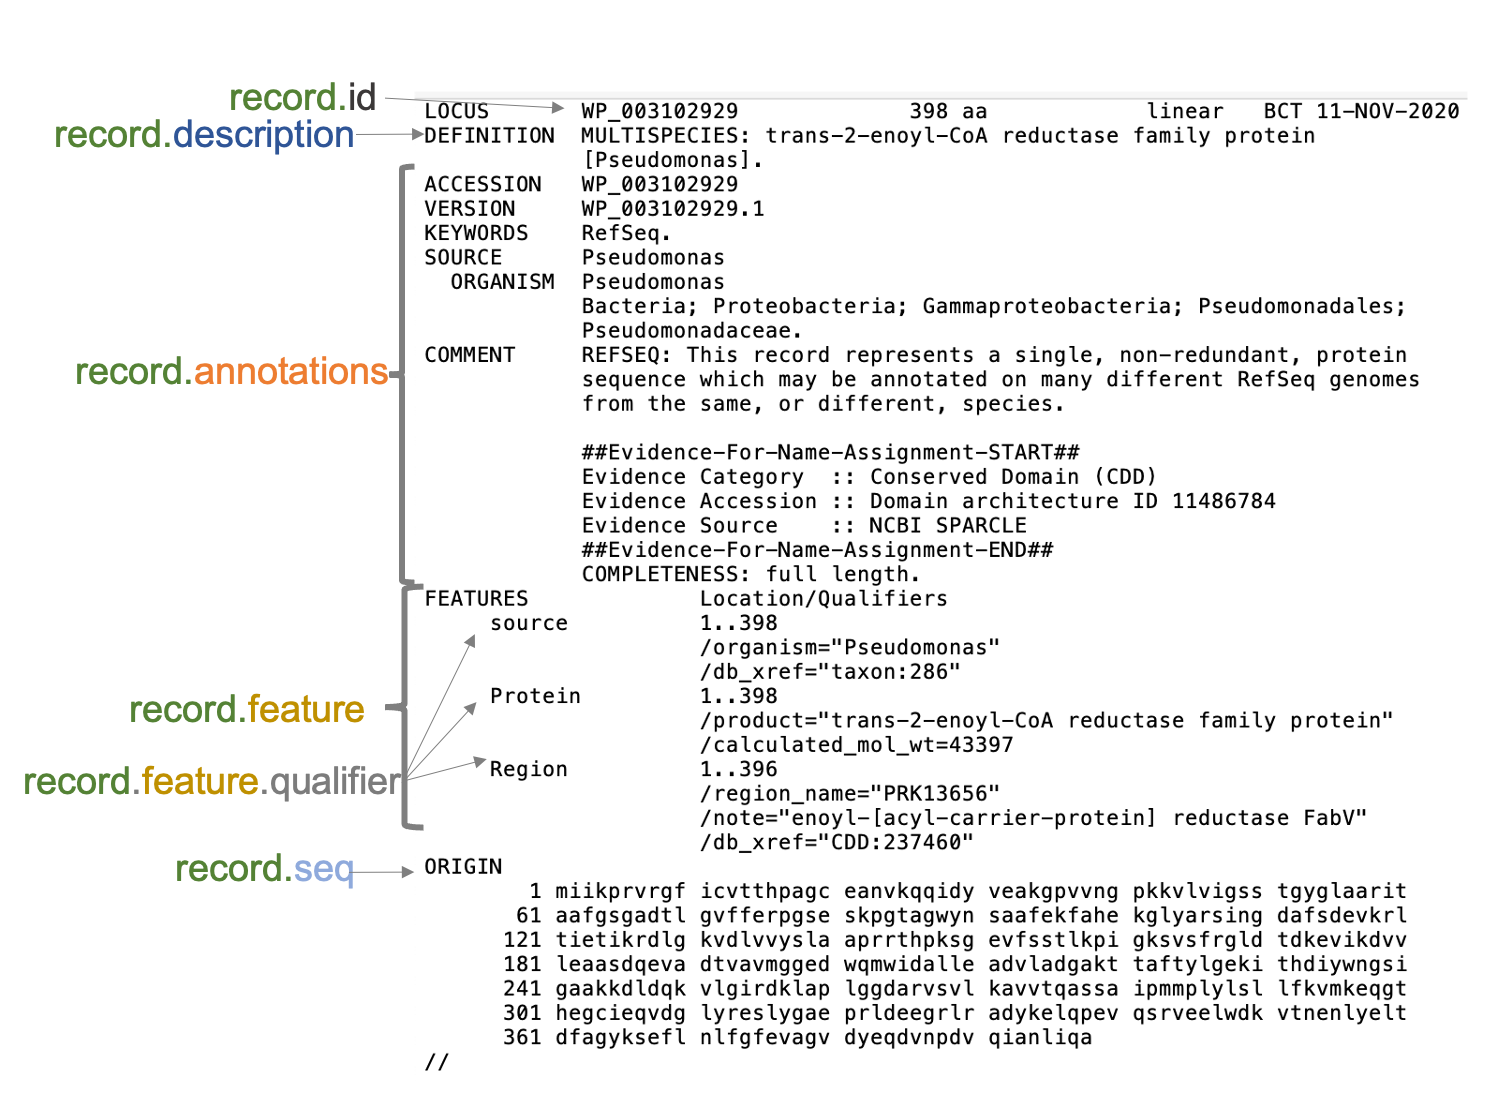 record.id
record.description
record.annotations
record.feature
record.feature.qualifier
record.seq
LOCUS       WP_003102929             398 aa            linear   BCT 11-NOV-2020
DEFINITION  MULTISPECIES: trans-2-enoyl-CoA reductase family protein
            [Pseudomonas].
ACCESSION   WP_003102929
VERSION     WP_003102929.1
KEYWORDS    RefSeq.
SOURCE      Pseudomonas
  ORGANISM  Pseudomonas
            Bacteria; Proteobacteria; Gammaproteobacteria; Pseudomonadales;
            Pseudomonadaceae.
COMMENT     REFSEQ: This record represents a single, non-redundant, protein
            sequence which may be annotated on many different RefSeq genomes
            from the same, or different, species.
            ##Evidence-For-Name-Assignment-START##
            Evidence Category  :: Conserved Domain (CDD)
            Evidence Accession :: Domain architecture ID 11486784
            Evidence Source    :: NCBI SPARCLE
            ##Evidence-For-Name-Assignment-END##
            COMPLETENESS: full length.
FEATURES             Location/Qualifiers
     source          1..398
                     /organism="Pseudomonas"
                     /db_xref="taxon:286"
     Protein         1..398
                     /product="trans-2-enoyl-CoA reductase family protein"
                     /calculated_mol_wt=43397
     Region          1..396
                     /region_name="PRK13656"
                     /note="enoyl-[acyl-carrier-protein] reductase FabV"
                     /db_xref="CDD:237460"
ORIGIN
        1 miikprvrgf icvtthpagc eanvkqqidy veakgpvvng pkkvlvigss tgyglaarit
       61 aafgsgadtl gvfferpgse skpgtagwyn saafekfahe kglyarsing dafsdevkrl
      121 tietikrdlg kvdlvvysla aprrthpksg evfsstlkpi gksvsfrgld tdkevikdvv
      181 leaasdqeva dtvavmgged wqmwidalle advladgakt taftylgeki thdiywngsi
      241 gaakkdldqk vlgirdklap lggdarvsvl kavvtqassa ipmmplylsl lfkvmkeqgt
      301 hegcieqvdg lyreslygae prldeegrlr adykelqpev qsrveelwdk vtnenlyelt
      361 dfagyksefl nlfgfevagv dyeqdvnpdv qianliqa
//